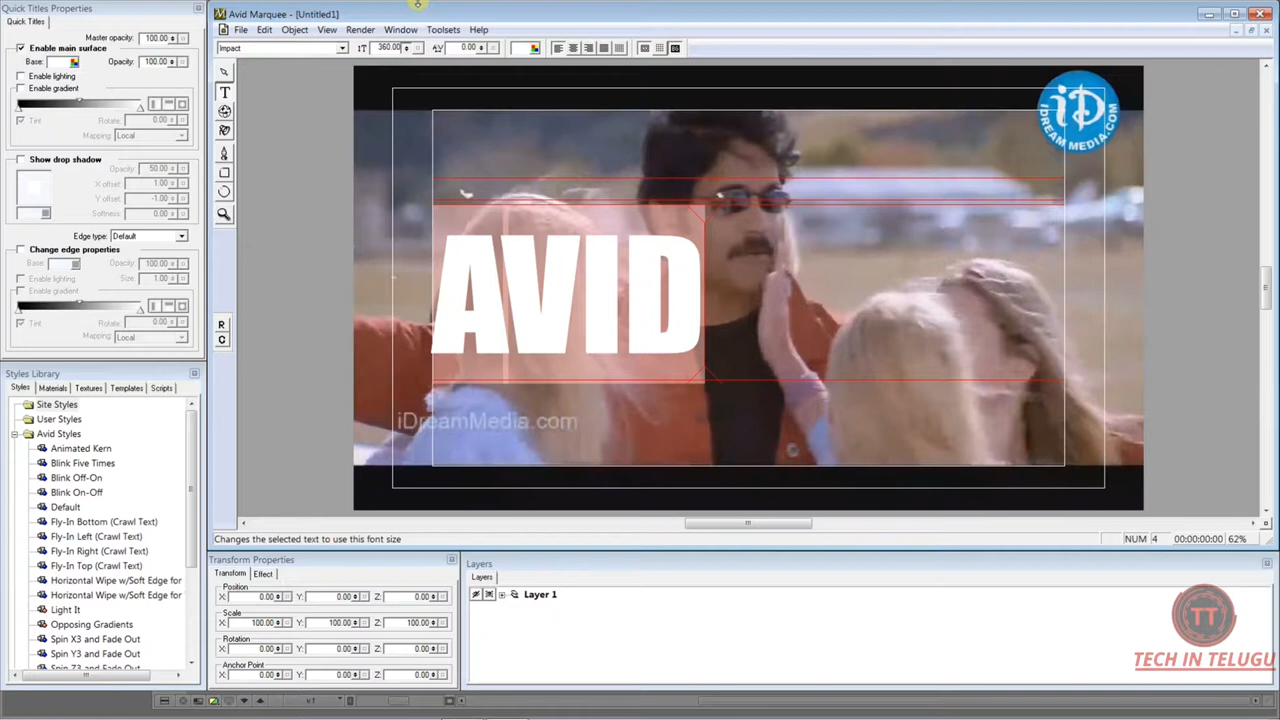 Quick Titles Properties
Quick Titles
Master opacity: 100.00
Enable main surface
Base: Opacity: 100.00
Enable lighting
Enable gradient
Tint Rotate: 0.00
Mapping: Local
Show drop shadow
Opacity: 50.00
X offset: 1.00
Y offset: -1.00
Softness: 0.00
Edge type: Default
Change edge properties
Base: Opacity: 100.00
Enable lighting Size: 1.00
Enable gradient
Tint Rotate: 0.00
Mapping: Local
Styles Library
Styles Materials Textures Templates Scripts
Site Styles
User Styles
Avid Styles
Animated Kern
Blink Five Times
Blink Off-On
Blink On-Off
Default
Fly-In Bottom (Crawl Text)
Fly-In Left (Crawl Text)
Fly-In Right (Crawl Text)
Fly-In Top (Crawl Text)
Horizontal Wipe w/Soft Edge for
Horizontal Wipe w/Soft Edge for
Light It
Opposing Gradients
Spin X3 and Fade Out
Spin Y3 and Fade Out
Spin Z3 and Fade Out
Avid Marquee - [Untitled1]
File Edit Object View Render Window Toolsets Help
Impact 360.00 AV 0.00
T
R
C
iD
IDREAM MEDIA.COM
AVID
iDreamMedia.com
Changes the selected text to use this font size NUM 4 00:00:00:00 62%
Transform Properties
Transform Effect
Position
X: 0.00 Y: 0.00 Z: 0.00
Scale
X: 100.00 Y: 100.00 Z: 100.00
Rotation
X: 0.00 Y: 0.00 Z: 0.00
Anchor Point
X: 0.00 Y: 0.00 Z: 0.00
Layers
Layers
Layer 1
V1
TT
TECH IN TELUGU